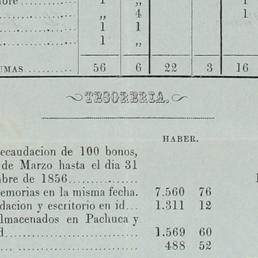 1 „ 1
„ 4 1
1 1
1 „
UMAS 56 6 22 3 16
TESORERIA.
HABER.
ecaudacion de 100 bonos,
de Marzo hasta el dia 31
bre de 1856
emorias en la misma fecha. 7.560 76
dacion y escritorio en id... 1.311 12
lmacenados en Pachuca y
d 1.569 60
488 52